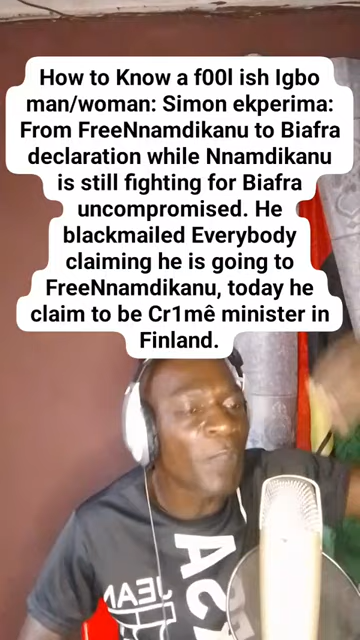 How to Know a f00l ish Igbo
man/woman: Simon ekperima:
From FreeNnamdikanu to Biafra
declaration while Nnamdikanu
is still fighting for Biafra
uncompromised. He
blackmailed Everybody
claiming he is going to
FreeNnamdikanu, today he
claim to be Cr1mê minister in
Finland.
JEAN